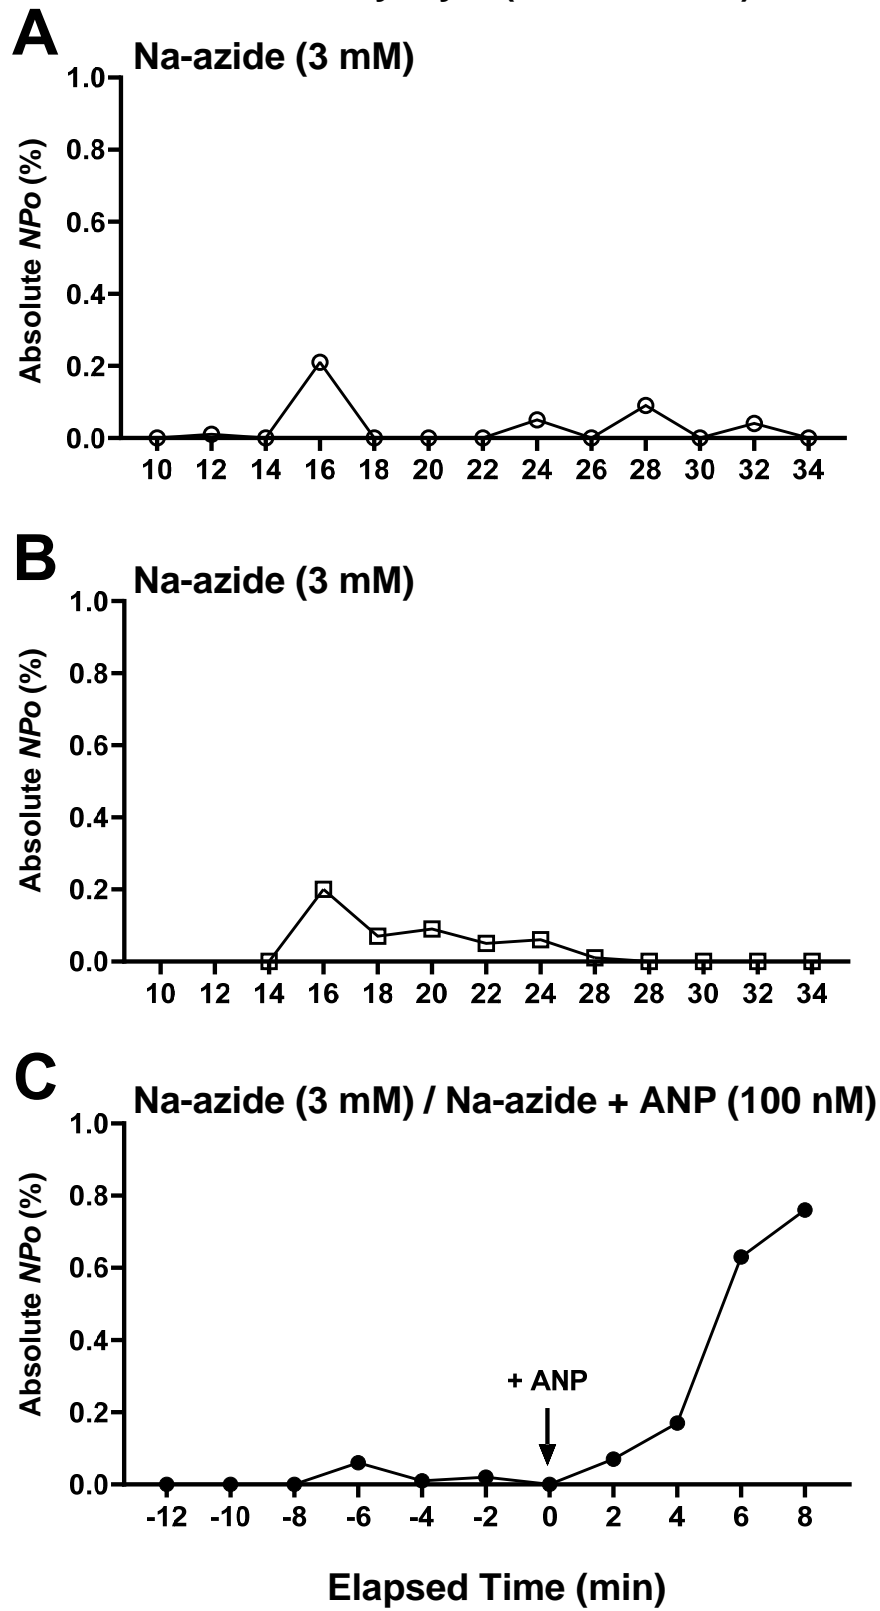 A
Na-azide (3 mM)
Absolute NPo (%)
1.0
0.8
0.6
0.4
0.2
0.0
10 12 14 16 18 20 22 24 26 28 30 32 34
B
Na-azide (3 mM)
Absolute NPo (%)
1.0
0.8
0.6
0.4
0.2
0.0
10 12 14 16 18 20 22 24 28 28 30 32 34
C
Na-azide (3 mM) / Na-azide + ANP (100 nM)
Absolute NPo (%)
1.0
0.8
0.6
0.4
0.2
0.0
+ ANP
-12 -10 -8 -6 -4 -2 0 2 4 6 8
Elapsed Time (min)